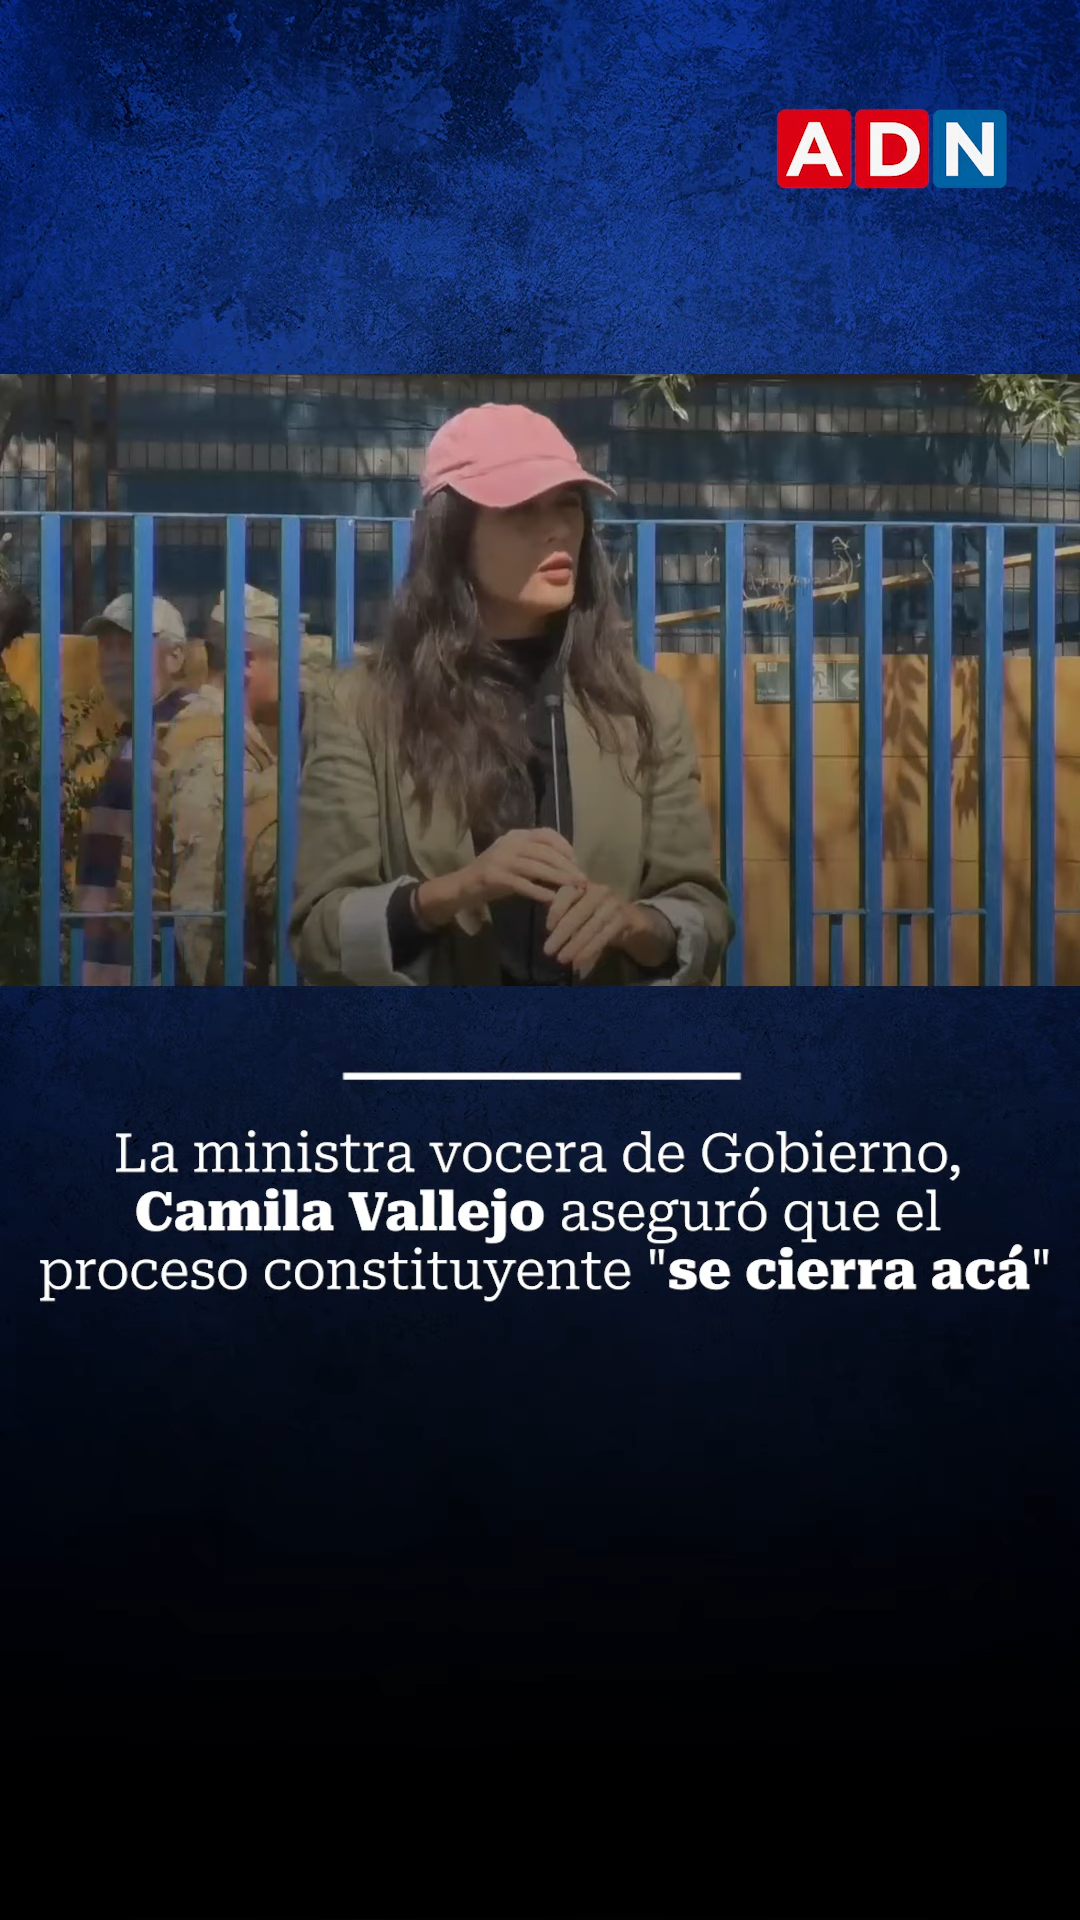 ADN
La ministra vocera de Gobierno,
Camila Vallejo aseguró que el
proceso constituyente "se cierra acá"